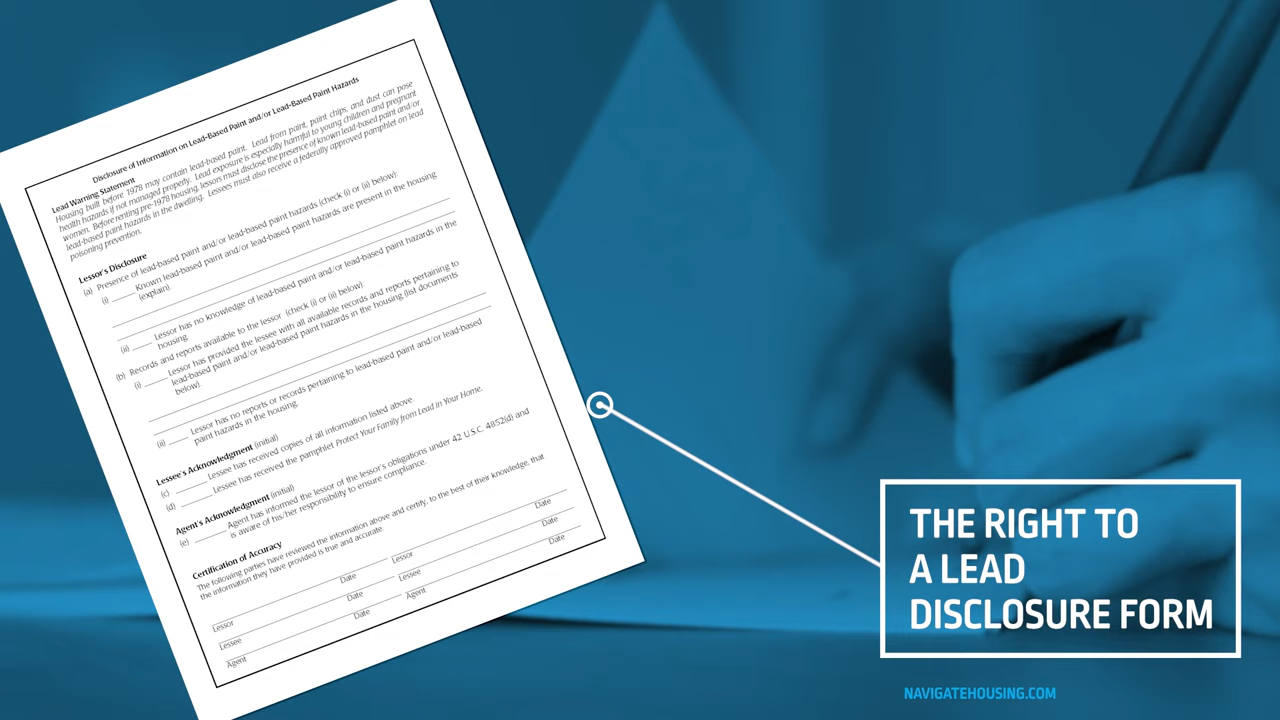 Disclosure of Information on Lead-Based Paint and/or Lead-Based Paint Hazards
Lead Warning Statement
Housing built before 1978 may contain lead-based paint. Lead from paint, paint chips, and dust can pose
health hazards if not managed properly. Lead exposure is especially harmful to young children and pregnant
women. Before renting pre-1978 housing, lessors must disclose the presence of known lead-based paint and/or
lead-based paint hazards in the dwelling. Lessees must also receive a federally approved pamphlet on lead
poisoning prevention.
Lessor's Disclosure
(a) Presence of lead-based paint and/or lead-based paint hazards (check (i) or (ii) below):
(i) ______ Known lead-based paint and/or lead-based paint hazards are present in the housing
(explain).
(ii) _____ Lessor has no knowledge of lead-based paint and/or lead-based paint hazards in the
housing.
(b) Records and reports available to the lessor (check (i) or (ii) below):
(i) ______ Lessor has provided the lessee with all available records and reports pertaining to
lead-based paint and/or lead-based paint hazards in the housing (list documents
below).
(ii) _____ Lessor has no reports or records pertaining to lead-based paint and/or lead-based
paint hazards in the housing.
Lessee's Acknowledgment (initial)
(c) ________ Lessee has received copies of all information listed above.
(d) ________ Lessee has received the pamphlet Protect Your Family from Lead in Your Home.
Agent's Acknowledgment (initial)
(e) ________ Agent has informed the lessor of the lessor's obligations under 42 U.S.C. 4852(d) and
is aware of his/her responsibility to ensure compliance.
Certification of Accuracy
The following parties have reviewed the information above and certify, to the best of their knowledge, that
the information they have provided is true and accurate.
Lessor Date Lessor Date
Lessee Date Lessee Date
Agent Date Agent Date
THE RIGHT TO
A LEAD
DISCLOSURE FORM
NAVIGATEHOUSING.COM